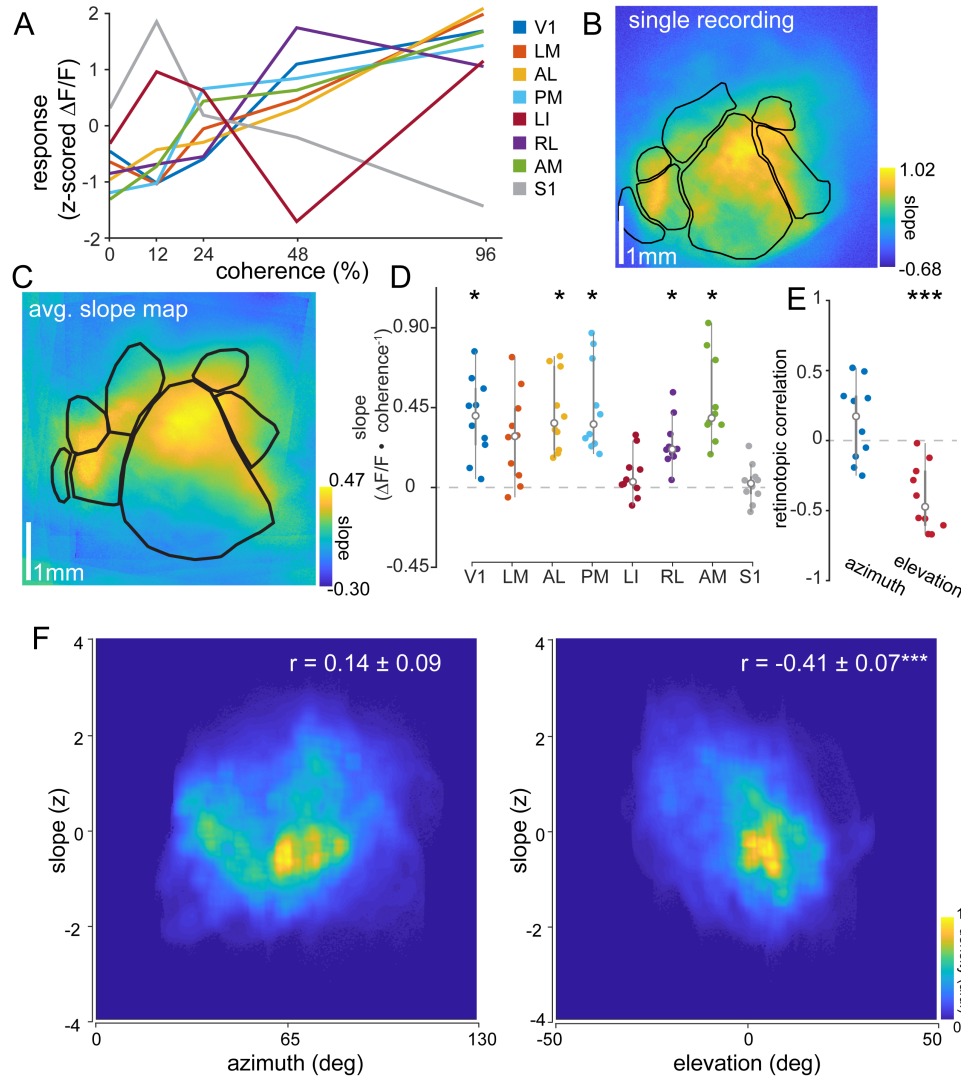 A
2
1
0
-1
-2
response
(z-scored ΔF/F)
0
12
24
48
96
coherence (%)
V1
LM
AL
PM
LI
RL
AM
S1
B
single recording
1mm
1.02
slope
-0.68
C
avg. slope map
1mm
0.47
slope
-0.30
D
* * * * *
0.90
0.45
0
-0.45
slope
(ΔF/F • coherence⁻¹)
V1 LM AL PM LI RL AM S1
E
***
1
0
-0.5
-1
retinotopic correlation
azimuth
elevation
F
4
2
0
-2
-4
slope (z)
r = 0.14 ± 0.09
0
65
130
azimuth (deg)
4
2
0
-2
-4
slope (z)
r = -0.41 ± 0.07***
-50
0
50
elevation (deg)
1
0